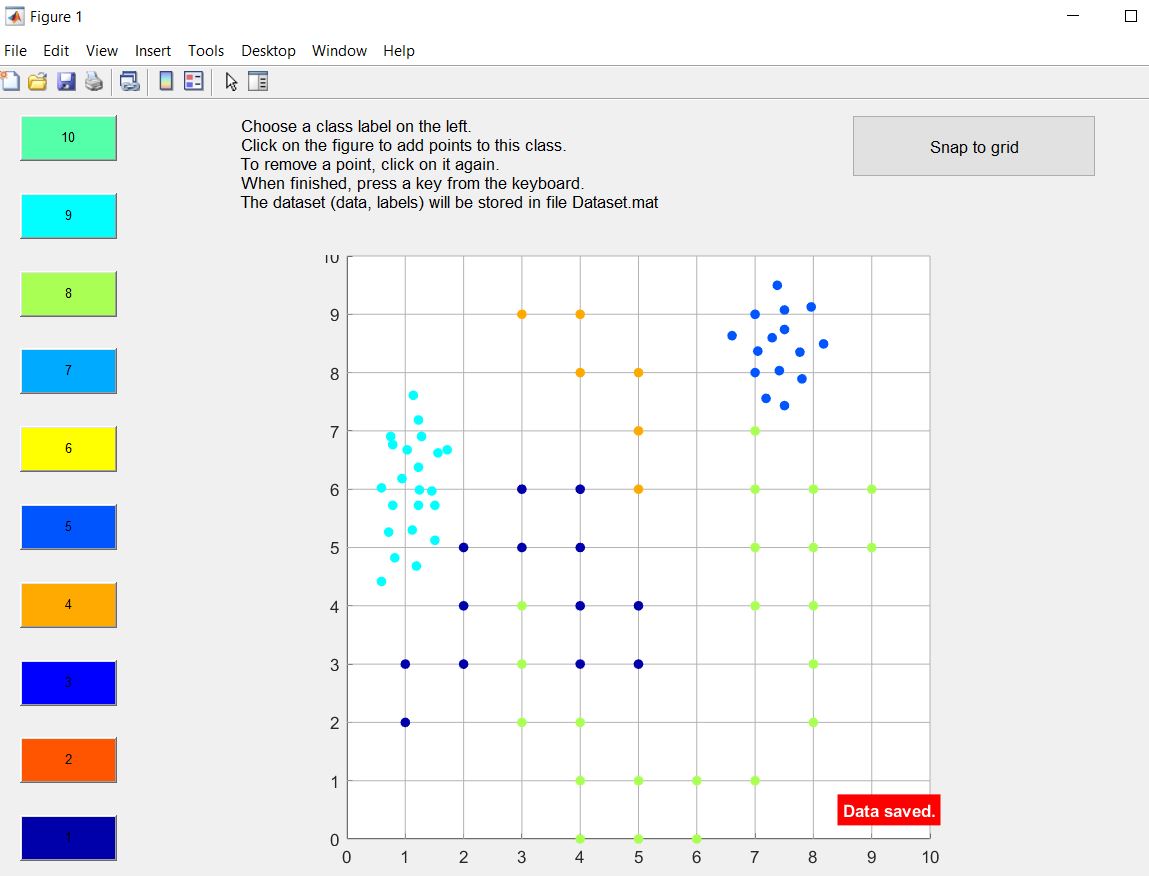 Figure 1
File Edit View Insert Tools Desktop Window Help
Choose a class label on the left.
Click on the figure to add points to this class.
To remove a point, click on it again.
When finished, press a key from the keyboard.
The dataset (data, labels) will be stored in file Dataset.mat
Snap to grid
10
9
8
7
6
5
4
3
2
1
10
9
8
7
6
5
4
3
2
1
0
Data saved.
0 1 2 3 4 5 6 7 8 9 10